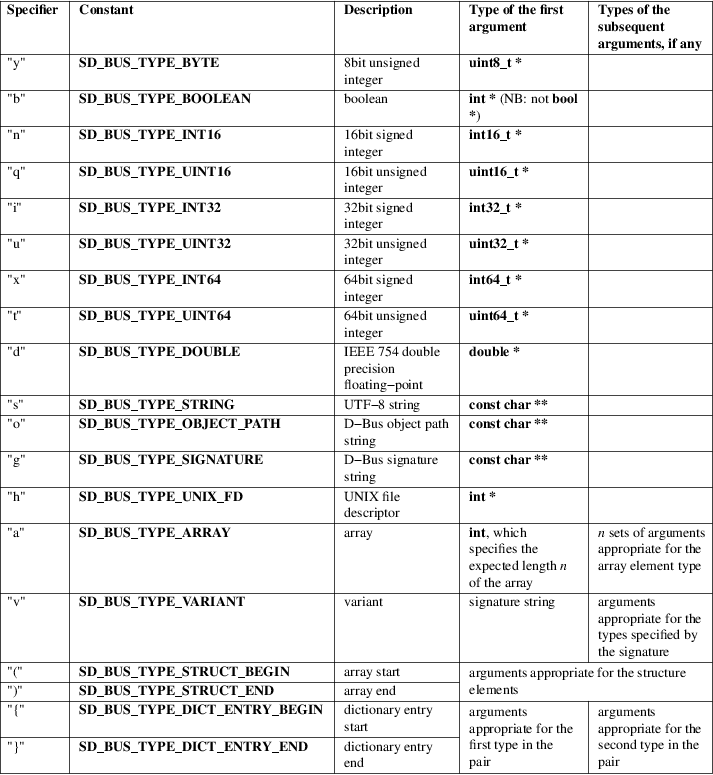 Specifier Constant Description Type of the first argument Types of the subsequent arguments, if any
"y" SD_BUS_TYPE_BYTE 8bit unsigned integer uint8_t *
"b" SD_BUS_TYPE_BOOLEAN boolean int * (NB: not bool *)
"n" SD_BUS_TYPE_INT16 16bit signed integer int16_t *
"q" SD_BUS_TYPE_UINT16 16bit unsigned integer uint16_t *
"i" SD_BUS_TYPE_INT32 32bit signed integer int32_t *
"u" SD_BUS_TYPE_UINT32 32bit unsigned integer uint32_t *
"x" SD_BUS_TYPE_INT64 64bit signed integer int64_t *
"t" SD_BUS_TYPE_UINT64 64bit unsigned integer uint64_t *
"d" SD_BUS_TYPE_DOUBLE IEEE 754 double precision floating−point double *
"s" SD_BUS_TYPE_STRING UTF−8 string const char **
"o" SD_BUS_TYPE_OBJECT_PATH D−Bus object path string const char **
"g" SD_BUS_TYPE_SIGNATURE D−Bus signature string const char **
"h" SD_BUS_TYPE_UNIX_FD UNIX file descriptor int *
"a" SD_BUS_TYPE_ARRAY array int, which specifies the expected length n of the array n sets of arguments appropriate for the array element type
"v" SD_BUS_TYPE_VARIANT variant signature string arguments appropriate for the types specified by the signature
"(" SD_BUS_TYPE_STRUCT_BEGIN array start arguments appropriate for the structure elements
")" SD_BUS_TYPE_STRUCT_END array end
"{" SD_BUS_TYPE_DICT_ENTRY_BEGIN dictionary entry start arguments appropriate for the first type in the pair arguments appropriate for the second type in the pair
"}" SD_BUS_TYPE_DICT_ENTRY_END dictionary entry end